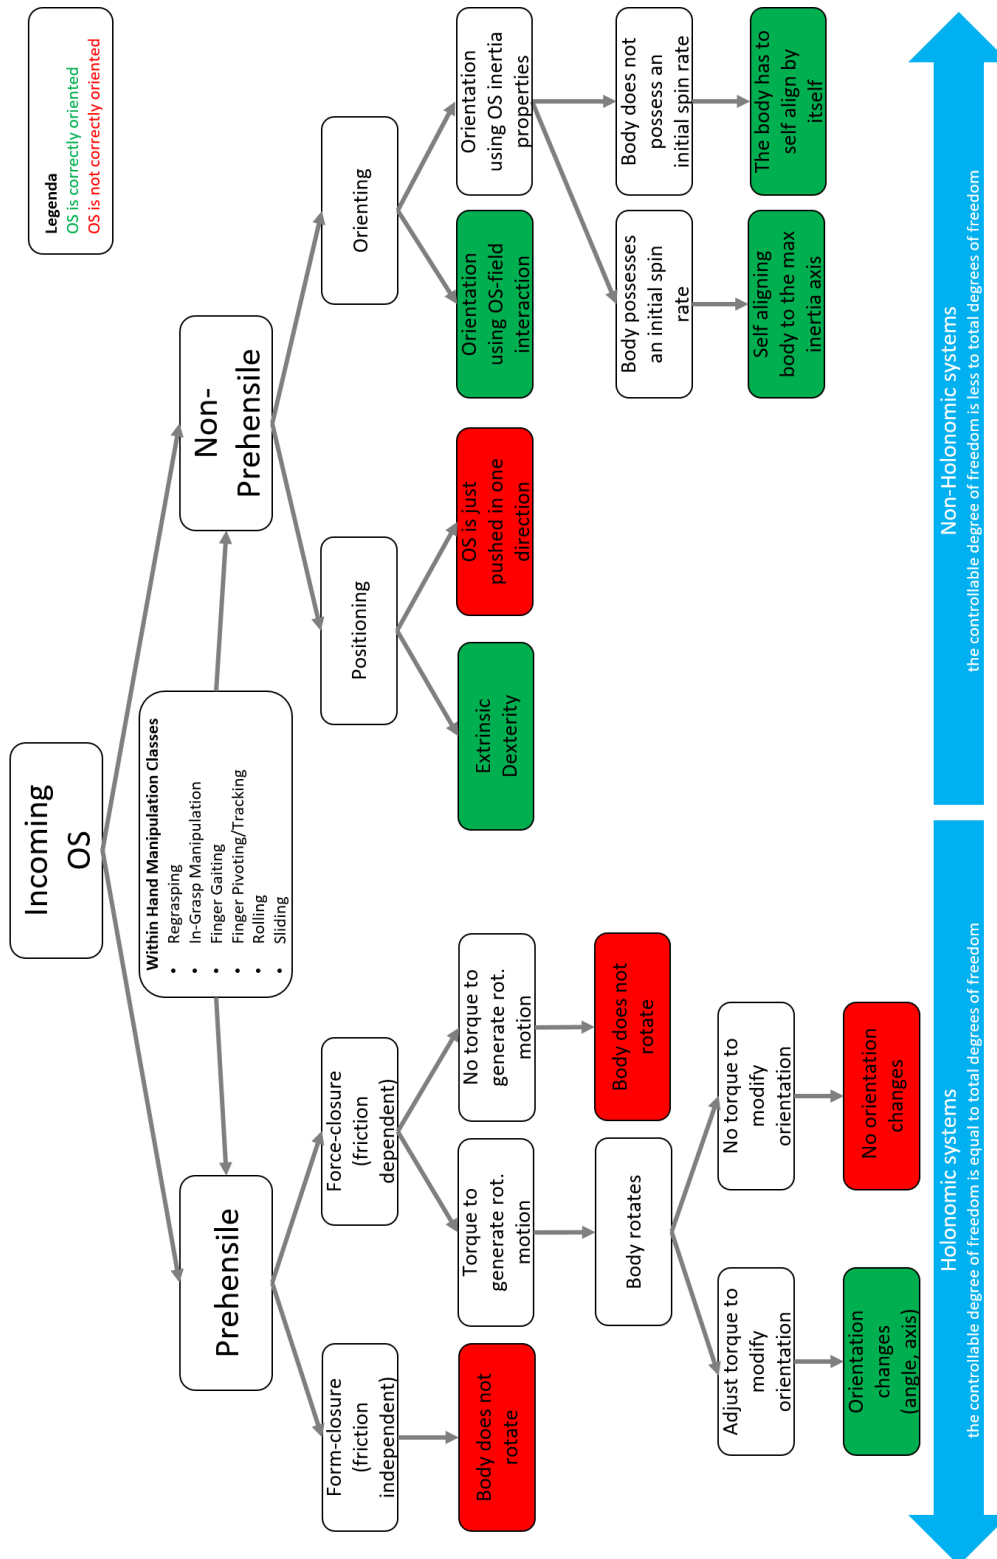 Legenda
OS is correctly oriented
OS is not correctly oriented
Incoming
OS
Within Hand Manipulation Classes
• Regrasping
• In-Grasp Manipulation
• Finger Gaiting
• Finger Pivoting/Tracking
• Rolling
• Sliding
Prehensile
Non-
Prehensile
Form-closure
(friction
independent)
Force-closure
(friction
dependent)
Positioning
Orienting
Body does not
rotate
Torque to
generate rot.
motion
No torque to
generate rot.
motion
Extrinsic
Dexterity
OS is just
pushed in one
direction
Orientation
using OS-field
interaction
Orientation
using OS inertia
properties
Body rotates
Body does not
rotate
Body possesses
an initial spin
rate
Body does not
possess an
initial spin rate
Adjust torque to
modify
orientation
No torque to
modify
orientation
Self aligning
body to the max
inertia axis
The body has to
self align by
itself
Orientation
changes
(angle, axis)
No orientation
changes
Holonomic systems
the controllable degree of freedom is equal to total degrees of freedom
Non-Holonomic systems
the controllable degree of freedom is less to total degrees of freedom